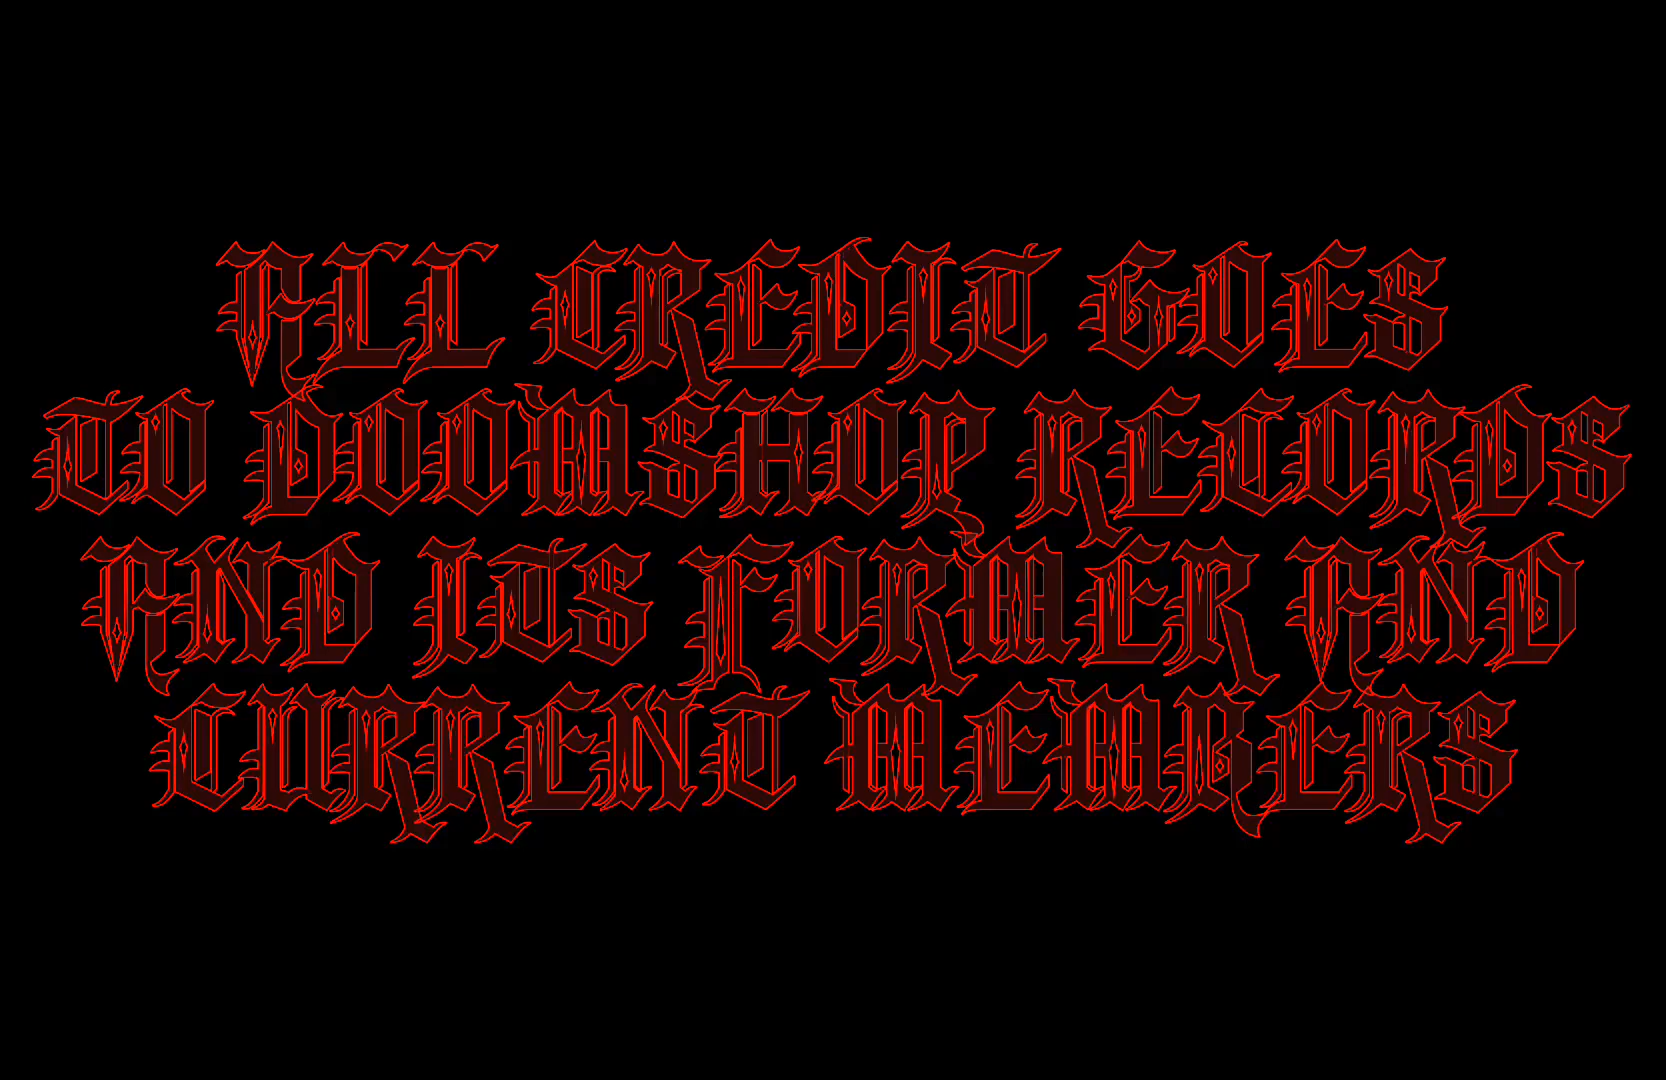 ALL CREDIT GOES
TO DOOMSHOP RECORDS
AND ITS FORMER AND
CURRENT MEMBERS